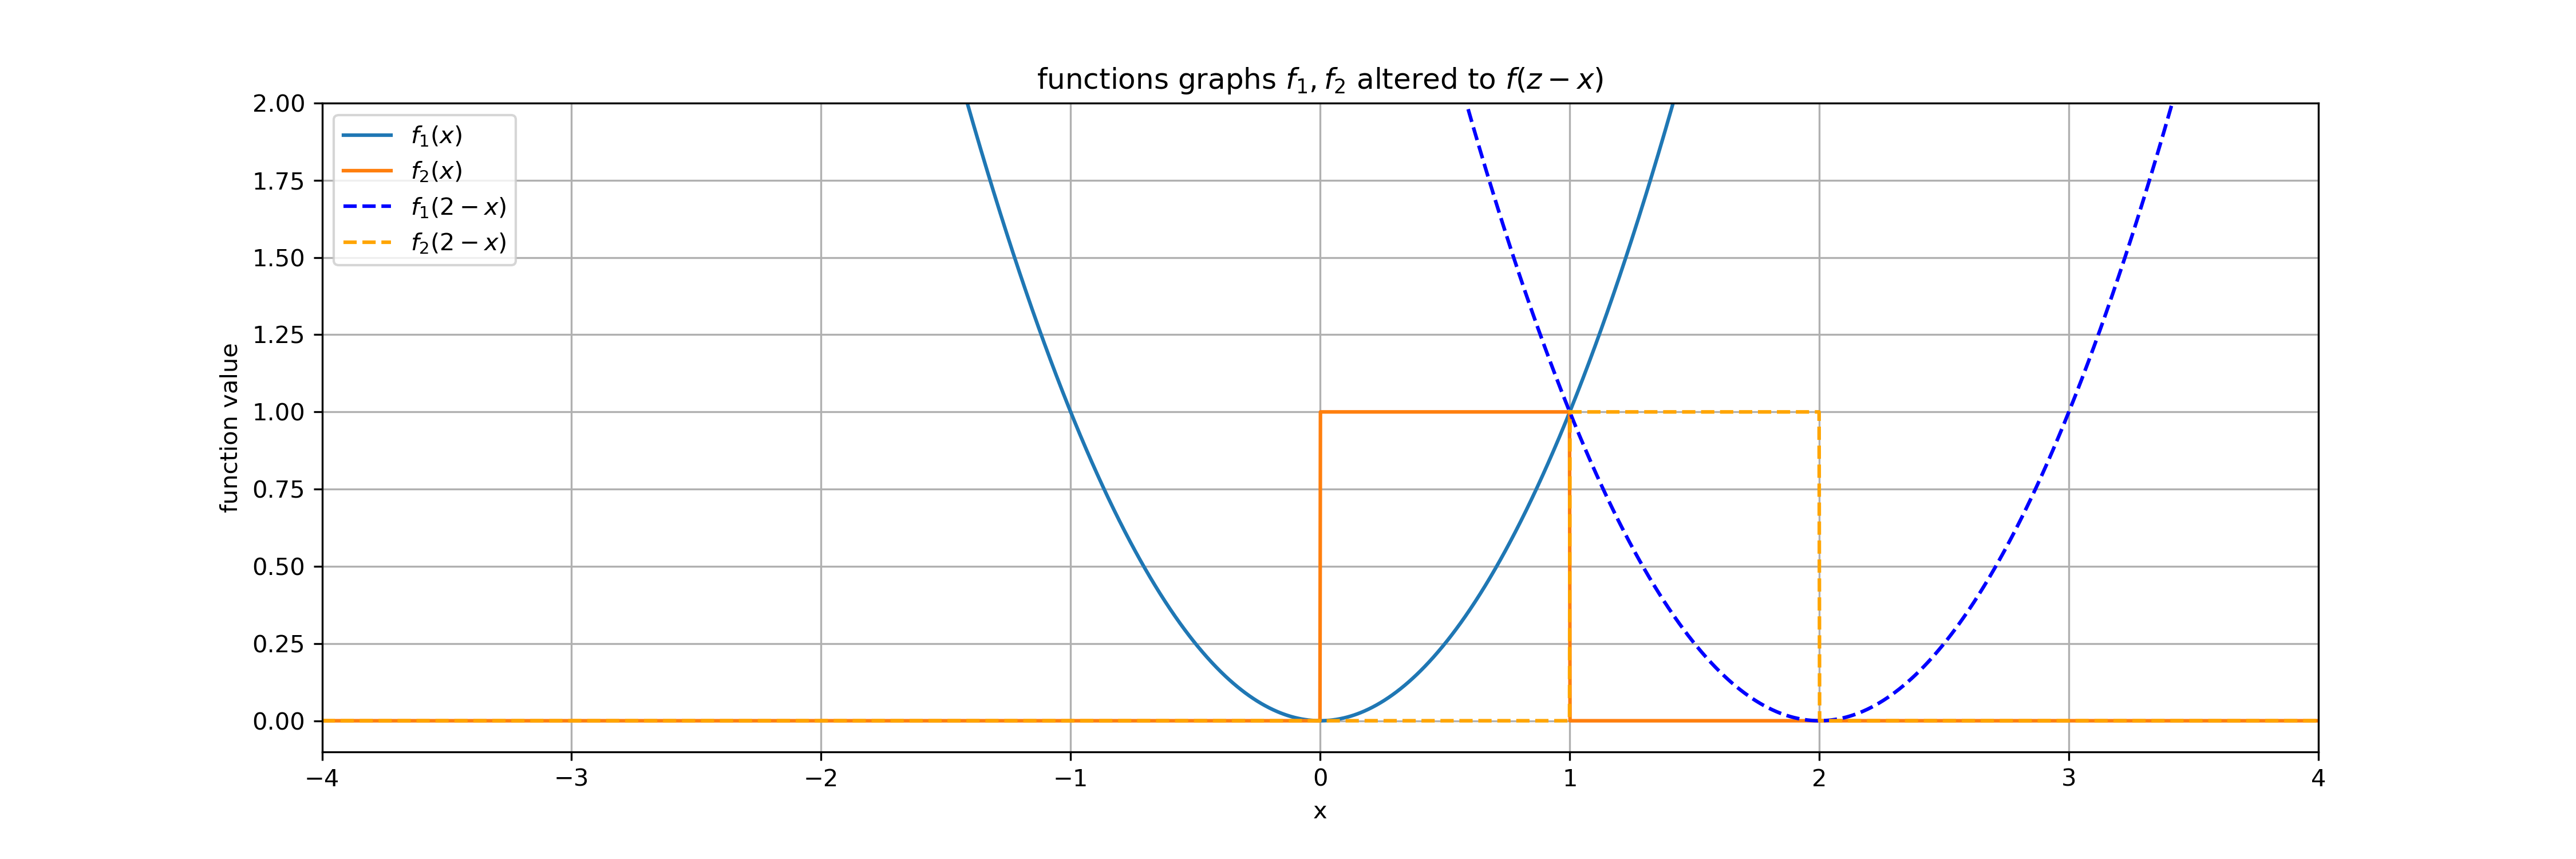 functions graphs f₁, f₂ altered to f(z − x)
f₁(x)
f₂(x)
f₁(2 − x)
f₂(2 − x)
function value
2.00
1.75
1.50
1.25
1.00
0.75
0.50
0.25
0.00
−4 −3 −2 −1 0 1 2 3 4
x